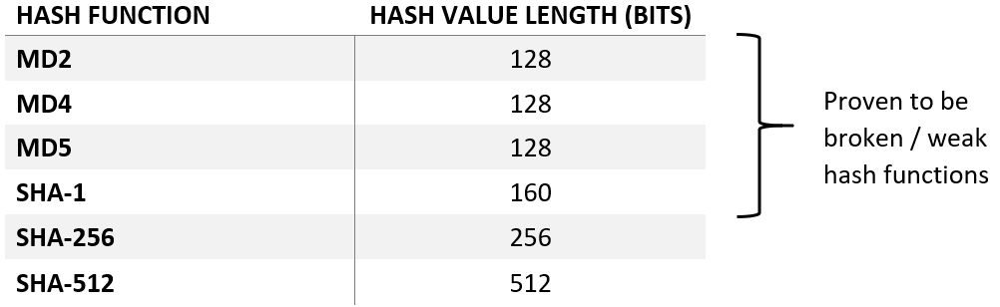 HASH FUNCTION HASH VALUE LENGTH (BITS)
MD2 128
MD4 128
MD5 128
SHA-1 160
SHA-256 256
SHA-512 512
Proven to be
broken / weak
hash functions